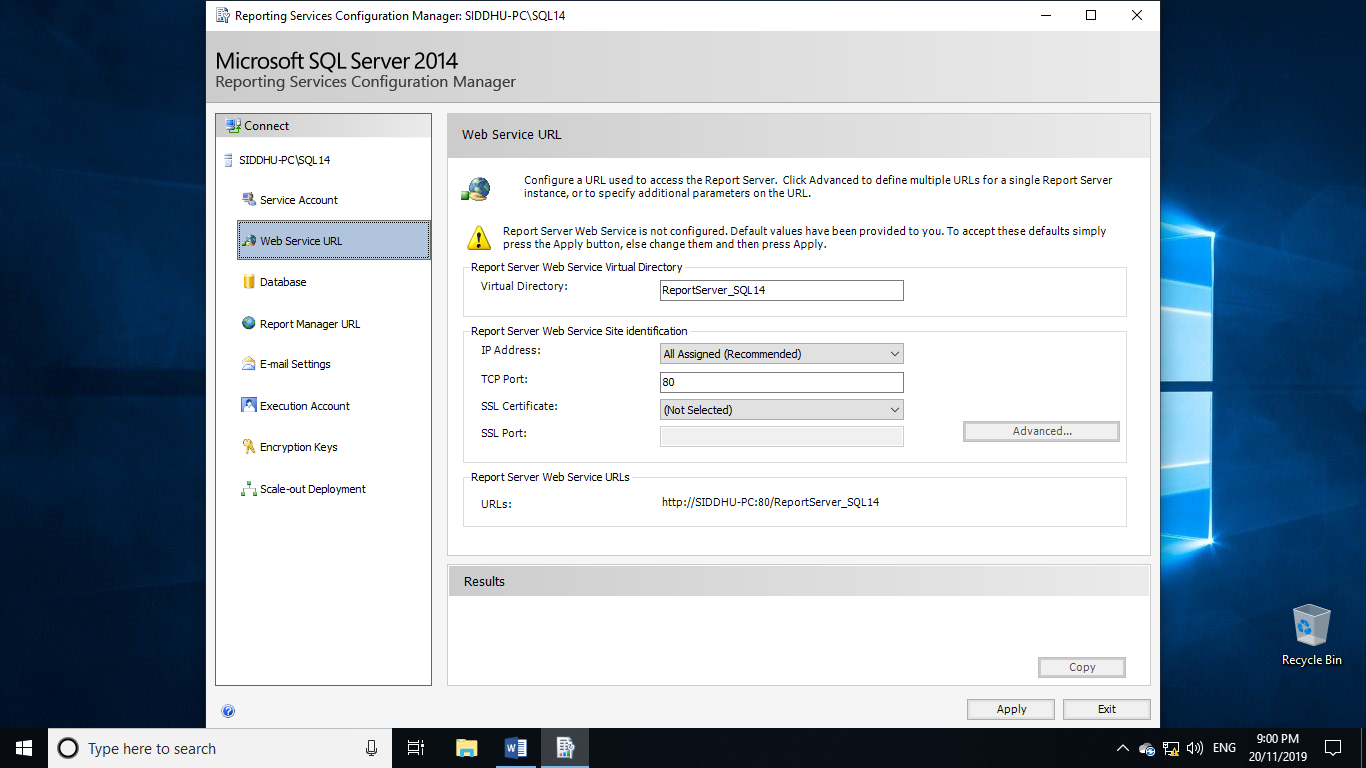 Reporting Services Configuration Manager: SIDDHU-PC\SQL14
Microsoft SQL Server 2014
Reporting Services Configuration Manager
Connect
SIDDHU-PC\SQL14
Service Account
Web Service URL
Database
Report Manager URL
E-mail Settings
Execution Account
Encryption Keys
Scale-out Deployment
Web Service URL
Configure a URL used to access the Report Server. Click Advanced to define multiple URLs for a single Report Server
instance, or to specify additional parameters on the URL.
Report Server Web Service is not configured. Default values have been provided to you. To accept these defaults simply
press the Apply button, else change them and then press Apply.
Report Server Web Service Virtual Directory
Virtual Directory: ReportServer_SQL14
Report Server Web Service Site identification
IP Address: All Assigned (Recommended)
TCP Port: 80
SSL Certificate: (Not Selected)
SSL Port:
Advanced...
Report Server Web Service URLs
URLs: http://SIDDHU-PC:80/ReportServer_SQL14
Results
Copy
Apply Exit
Recycle Bin
Type here to search
ENG
9:00 PM
20/11/2019